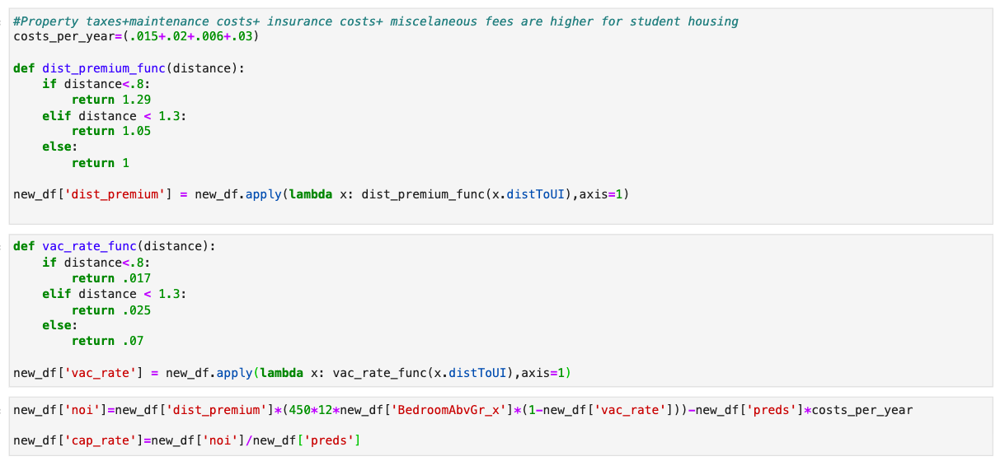 #Property taxes+maintenance costs+ insurance costs+ miscelaneous fees are higher for student housing
costs_per_year=(.015+.02+.006+.03)
def dist_premium_func(distance):
    if distance<.8:
        return 1.29
    elif distance < 1.3:
        return 1.05
    else:
        return 1
new_df['dist_premium'] = new_df.apply(lambda x: dist_premium_func(x.distToUI),axis=1)
def vac_rate_func(distance):
    if distance<.8:
        return .017
    elif distance < 1.3:
        return .025
    else:
        return .07
new_df['vac_rate'] = new_df.apply(lambda x: vac_rate_func(x.distToUI),axis=1)
new_df['noi']=new_df['dist_premium']*(450*12*new_df['BedroomAbvGr_x']*(1-new_df['vac_rate']))-new_df['preds']*costs_per_year
new_df['cap_rate']=new_df['noi']/new_df['preds']